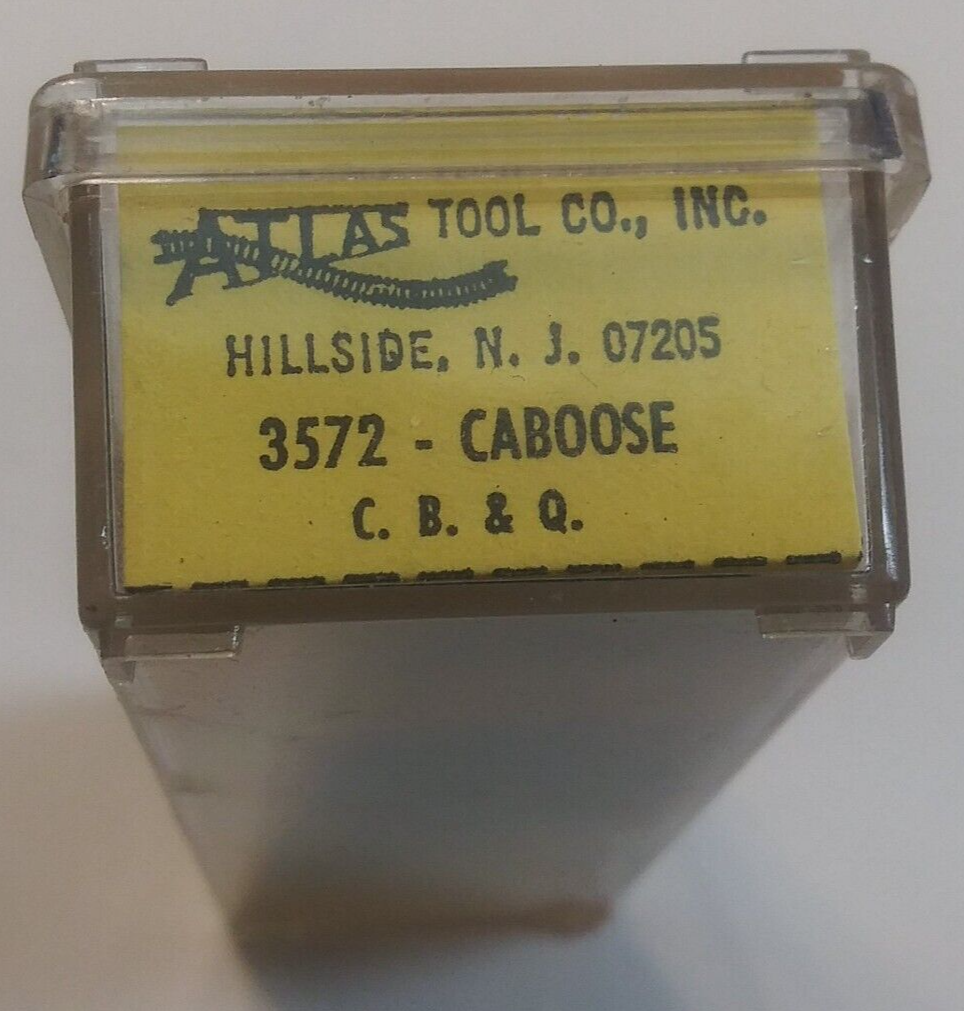 ATLAS TOOL CO., INC.
HILLSIDE, N. J. 07205
3572 - CABOOSE
C. B. & Q.